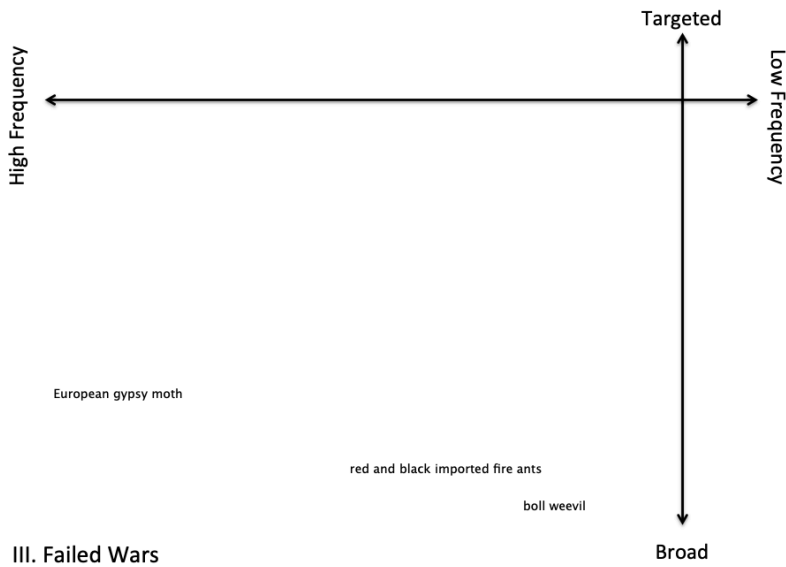 Targeted
High Frequency
Low Frequency
European gypsy moth
red and black imported fire ants
boll weevil
III. Failed Wars
Broad